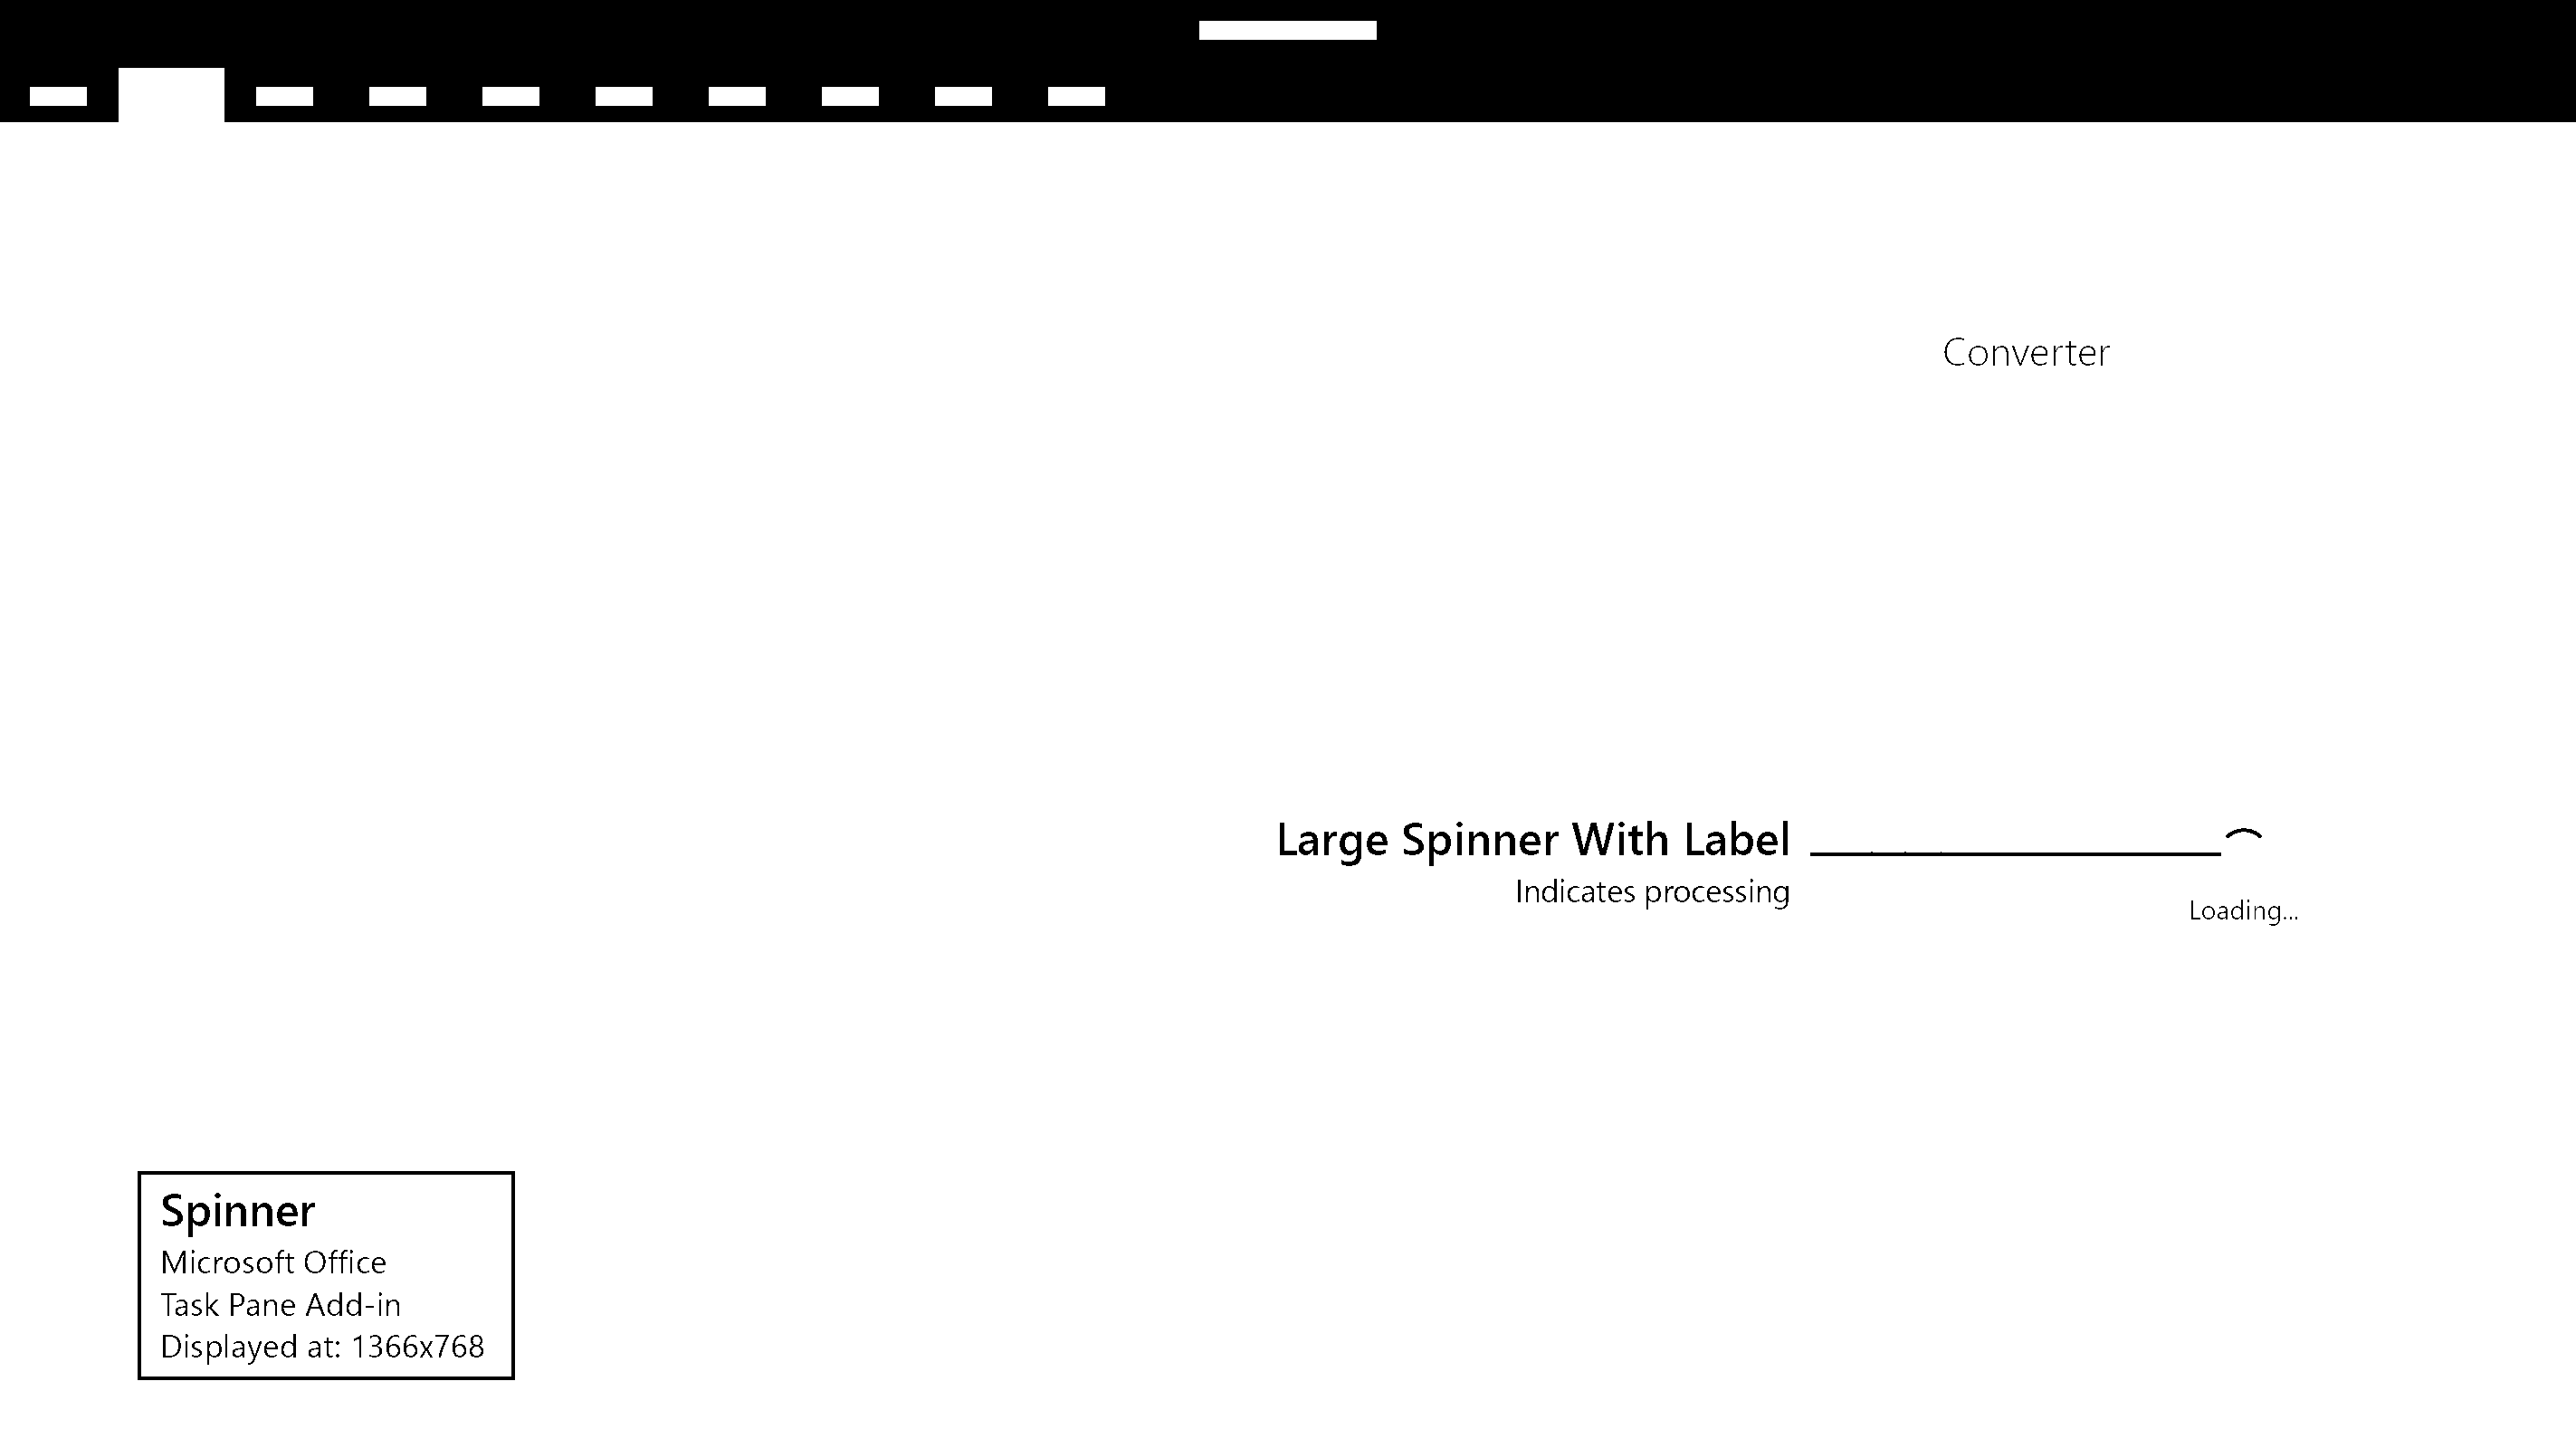 Converter
Large Spinner With Label
Indicates processing
Loading...
Spinner
Microsoft Office
Task Pane Add-in
Displayed at: 1366x768